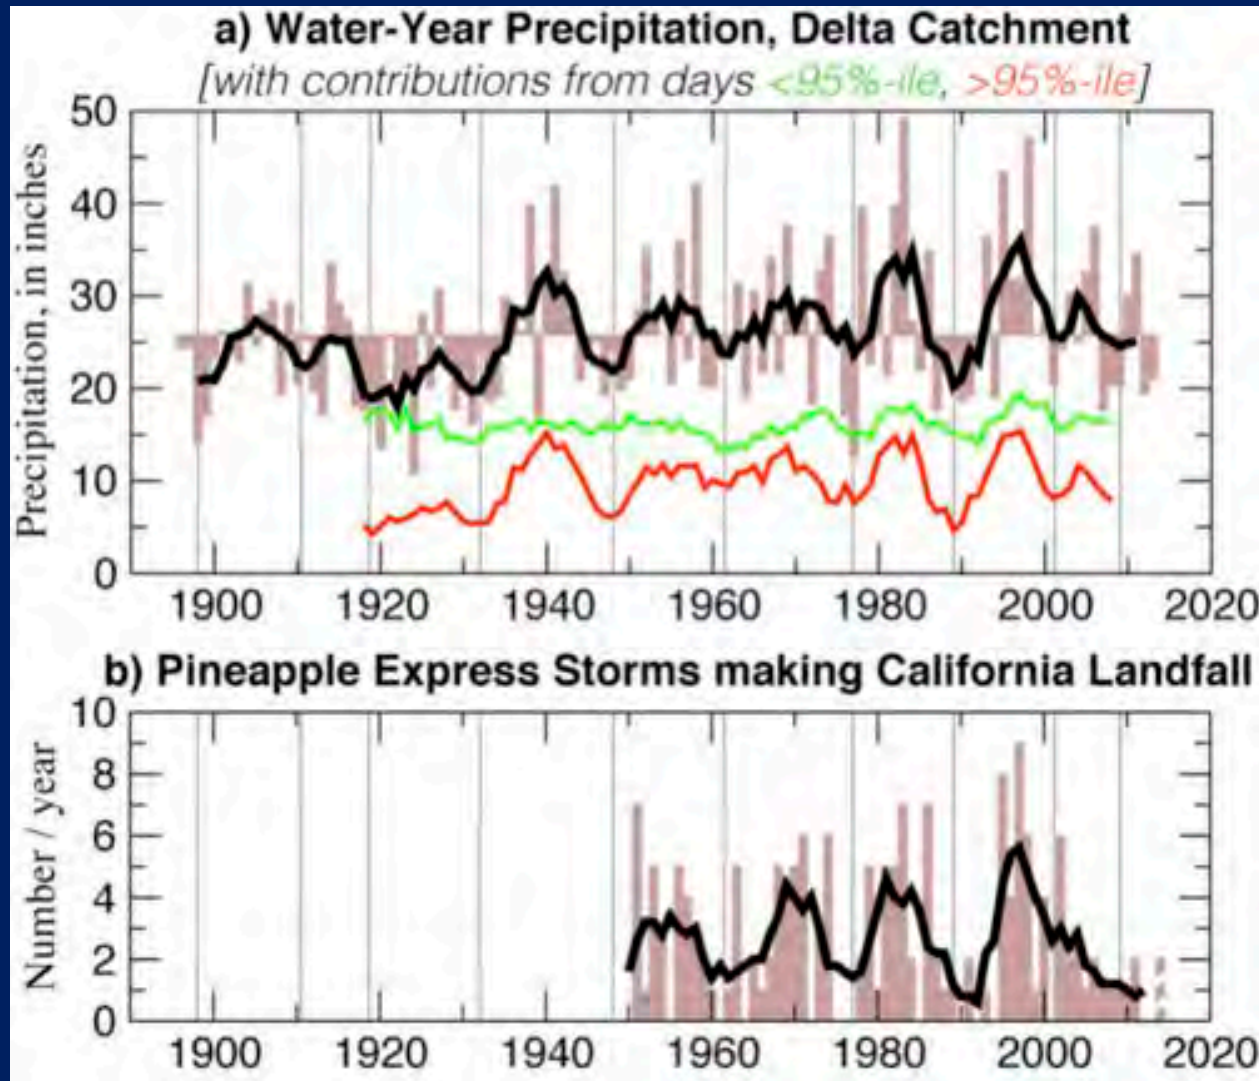 a) Water-Year Precipitation, Delta Catchment
[with contributions from days <95%-ile, >95%-ile]
Precipitation, in inches
50
40
30
20
10
0
1900 1920 1940 1960 1980 2000 2020
b) Pineapple Express Storms making California Landfall
Number / year
10
8
6
4
2
0
1900 1920 1940 1960 1980 2000 2020